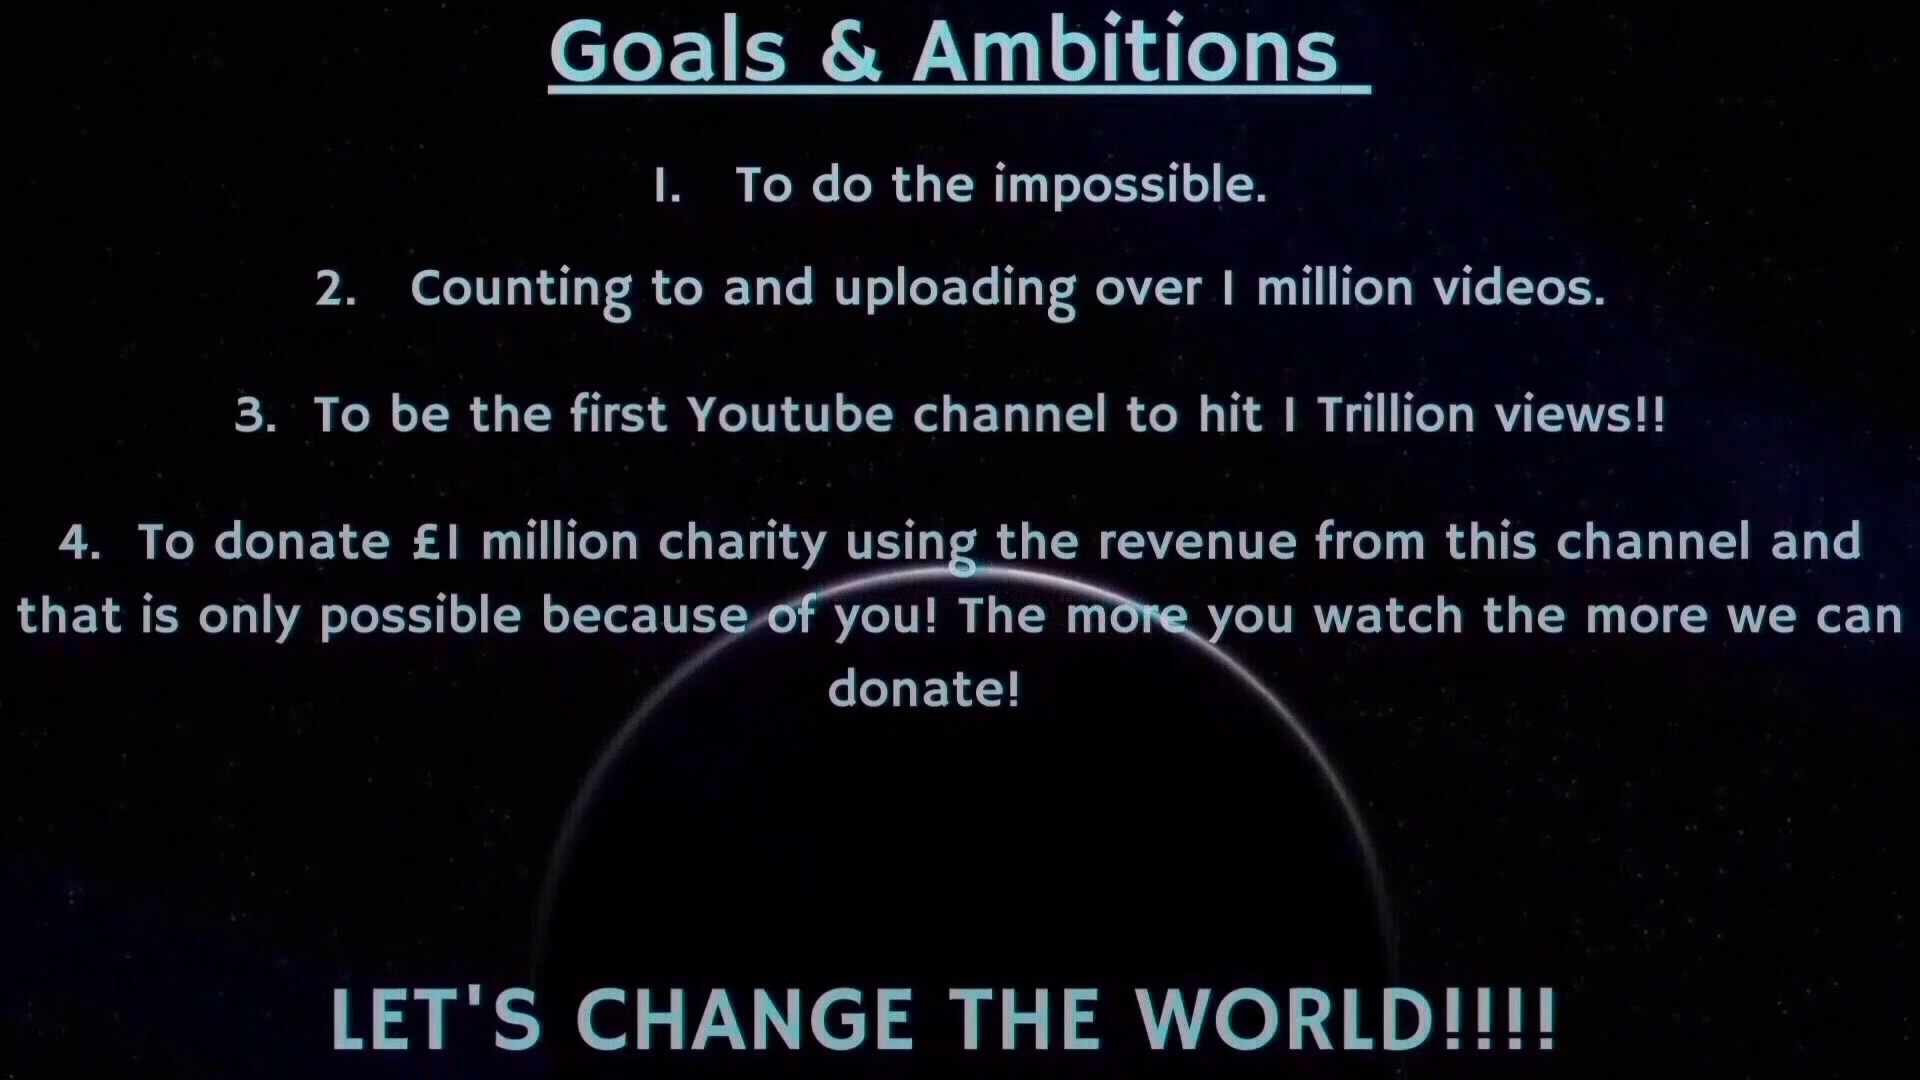 Goals & Ambitions
1. To do the impossible.
2. Counting to and uploading over 1 million videos.
3. To be the first Youtube channel to hit 1 Trillion views!!
4. To donate £1 million charity using the revenue from this channel and
that is only possible because of you! The more you watch the more we can
donate!
LET'S CHANGE THE WORLD!!!!